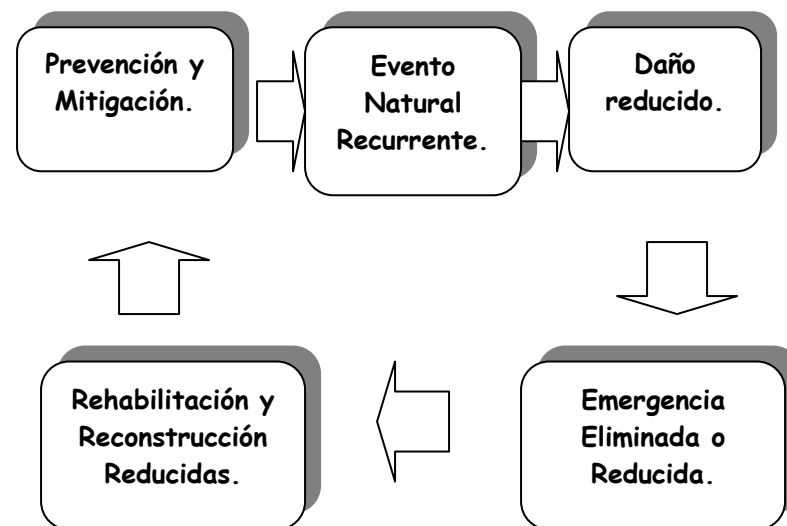 Prevención y
Mitigación.
Evento
Natural
Recurrente.
Daño
reducido.
Rehabilitación y
Reconstrucción
Reducidas.
Emergencia
Eliminada o
Reducida.